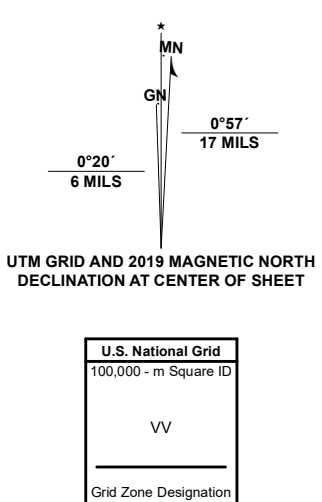 MN
GN
0°57´
17 MILS
0°20´
6 MILS
UTM GRID AND 2019 MAGNETIC NORTH
DECLINATION AT CENTER OF SHEET
U.S. National Grid
100,000 - m Square ID
VV
Grid Zone Designation